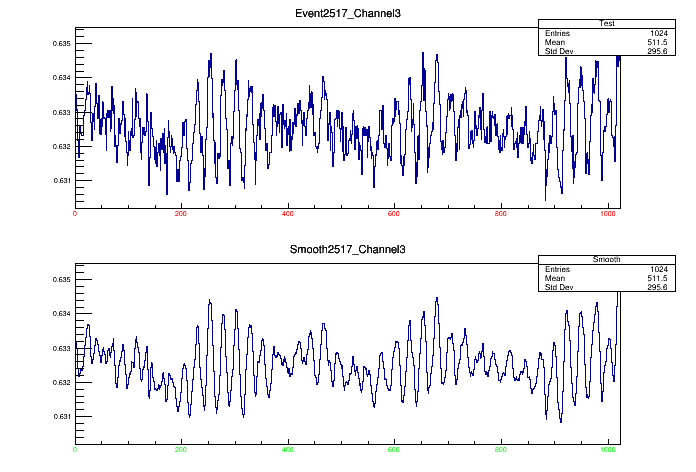 Event2517_Channel3
Test
Entries 1024
Mean 511.5
Std Dev 295.6
0.635
0.634
0.633
0.632
0.631
0 200 400 600 800 1000
Smooth2517_Channel3
Smooth
Entries 1024
Mean 511.5
Std Dev 295.6
0.635
0.634
0.633
0.632
0.631
0 200 400 600 800 1000